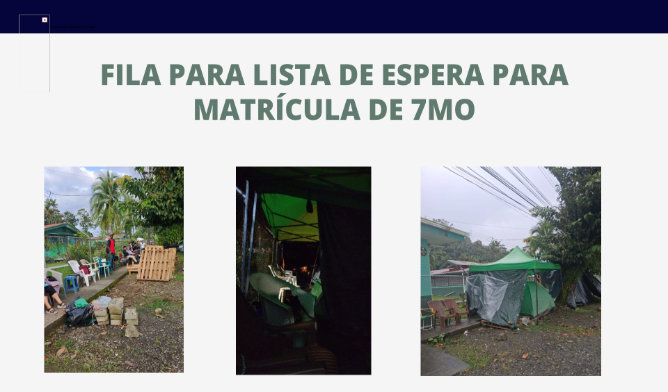 FILA PARA LISTA DE ESPERA PARA
MATRÍCULA DE 7MO